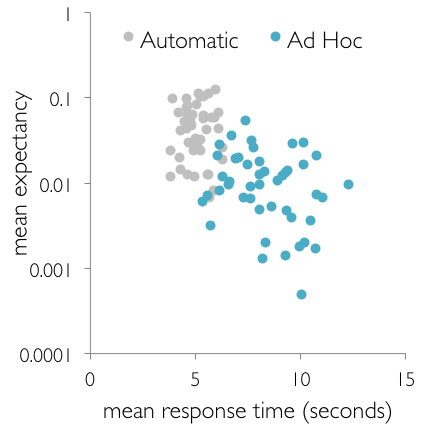 1
Automatic Ad Hoc
0.1
0.01
0.001
0.0001
mean expectancy
0 5 10 15
mean response time (seconds)